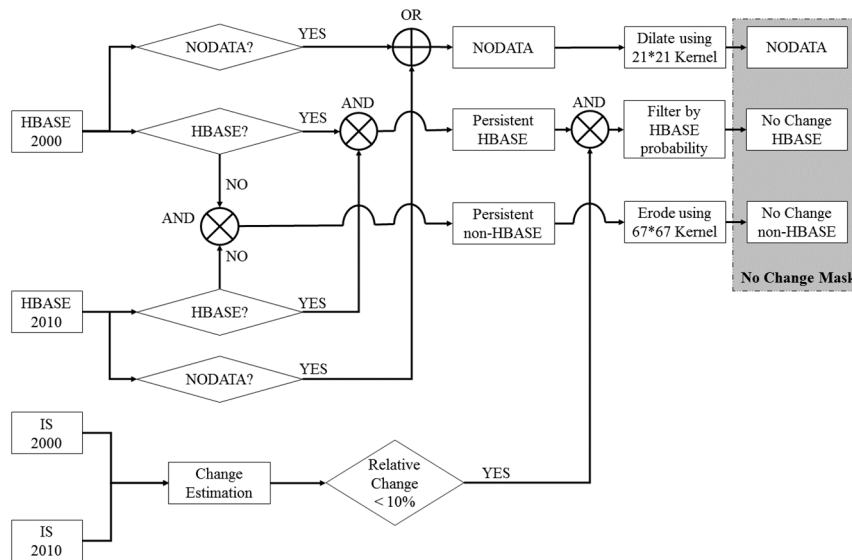 OR
NODATA?
YES
NODATA
Dilate using
21*21 Kernel
NODATA
HBASE
2000
HBASE?
YES
AND
Persistent
HBASE
AND
Filter by
HBASE
probability
No Change
HBASE
NO
AND
Persistent
non-HBASE
Erode using
67*67 Kernel
No Change
non-HBASE
NO
No Change Mask
HBASE
2010
HBASE?
YES
NODATA?
YES
IS
2000
Change
Estimation
Relative
Change
< 10%
YES
IS
2010